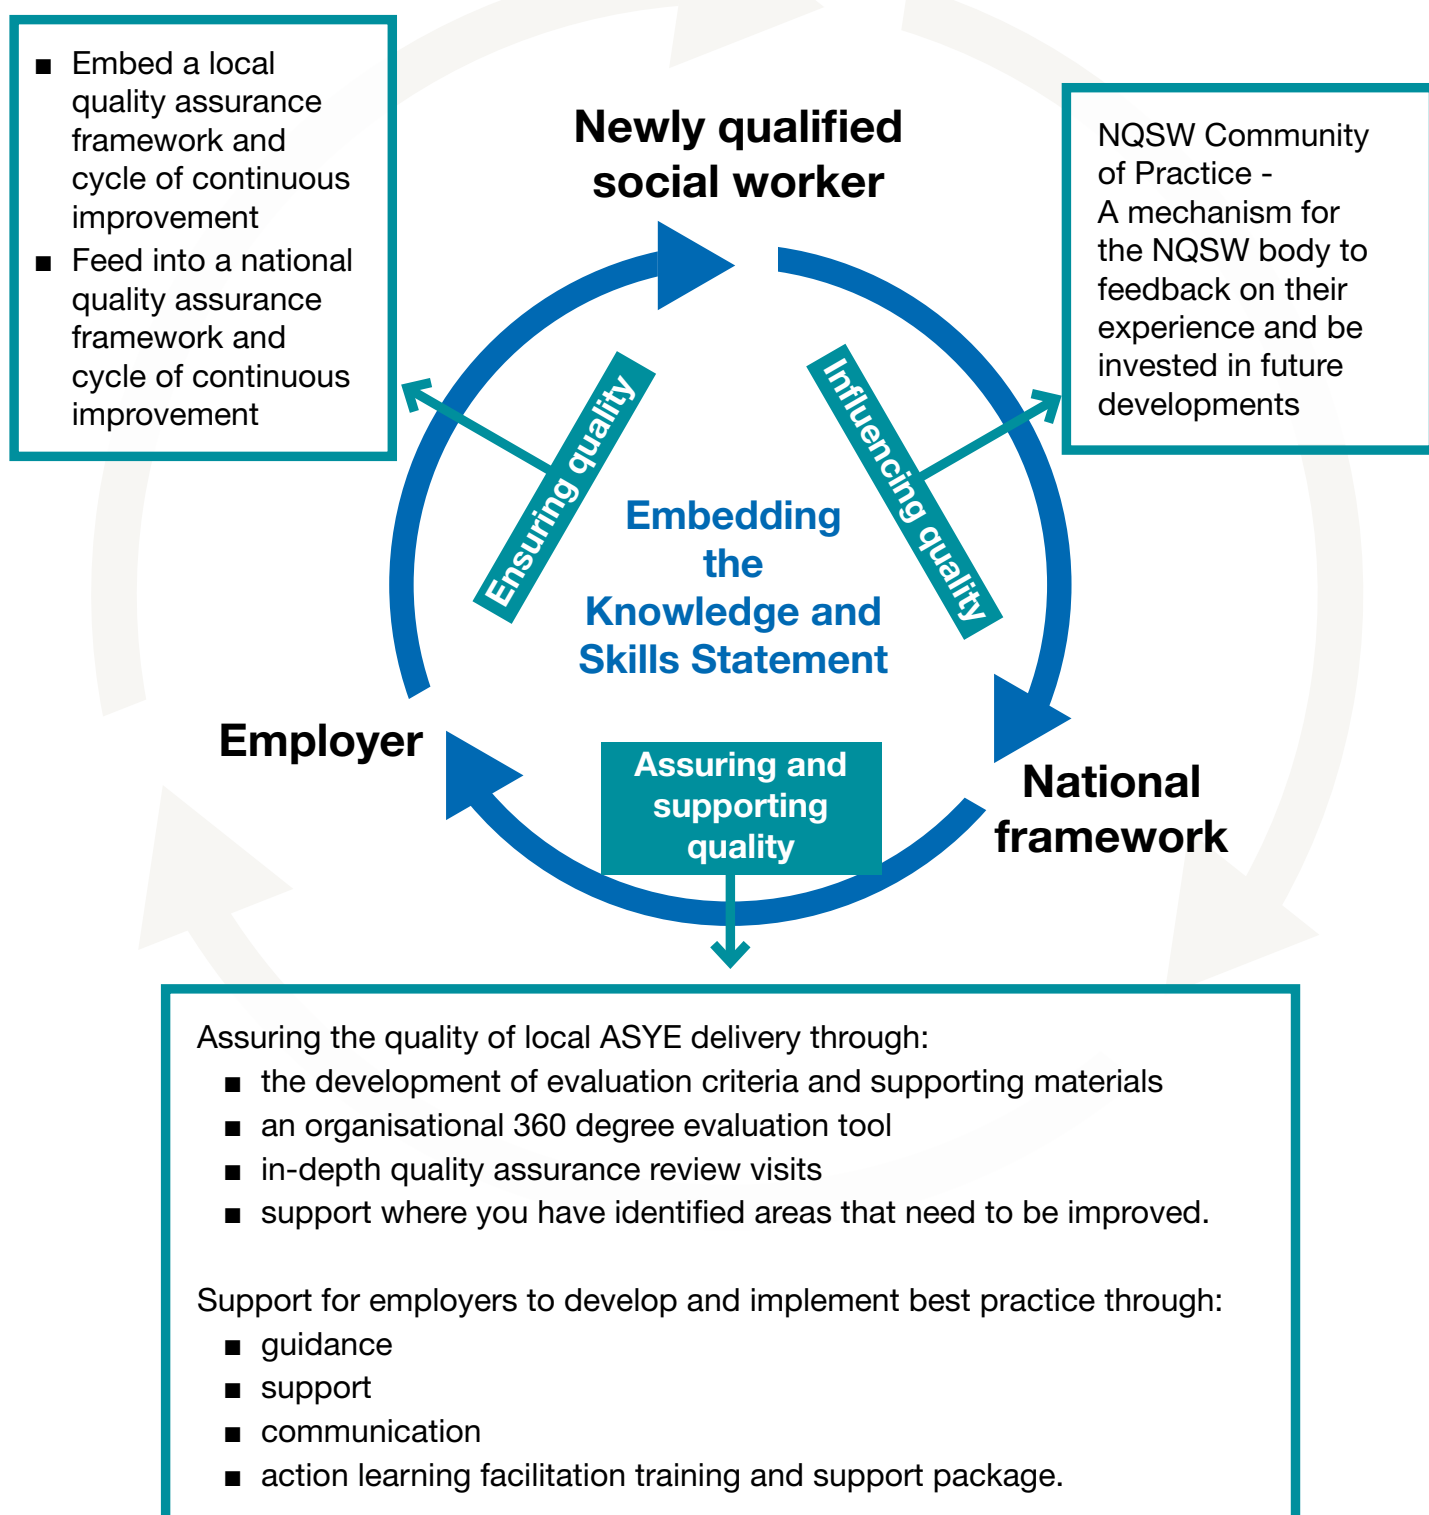 ■ Embed a local
quality assurance
framework and
cycle of continuous
improvement
■ Feed into a national
quality assurance
framework and
cycle of continuous
improvement
Newly qualified
social worker
NQSW Community
of Practice -
A mechanism for
the NQSW body to
feedback on their
experience and be
invested in future
developments
Ensuring quality
Influencing quality
Embedding
the
Knowledge and
Skills Statement
Employer
Assuring and
supporting
quality
National
framework
Assuring the quality of local ASYE delivery through:
■ the development of evaluation criteria and supporting materials
■ an organisational 360 degree evaluation tool
■ in-depth quality assurance review visits
■ support where you have identified areas that need to be improved.
Support for employers to develop and implement best practice through:
■ guidance
■ support
■ communication
■ action learning facilitation training and support package.